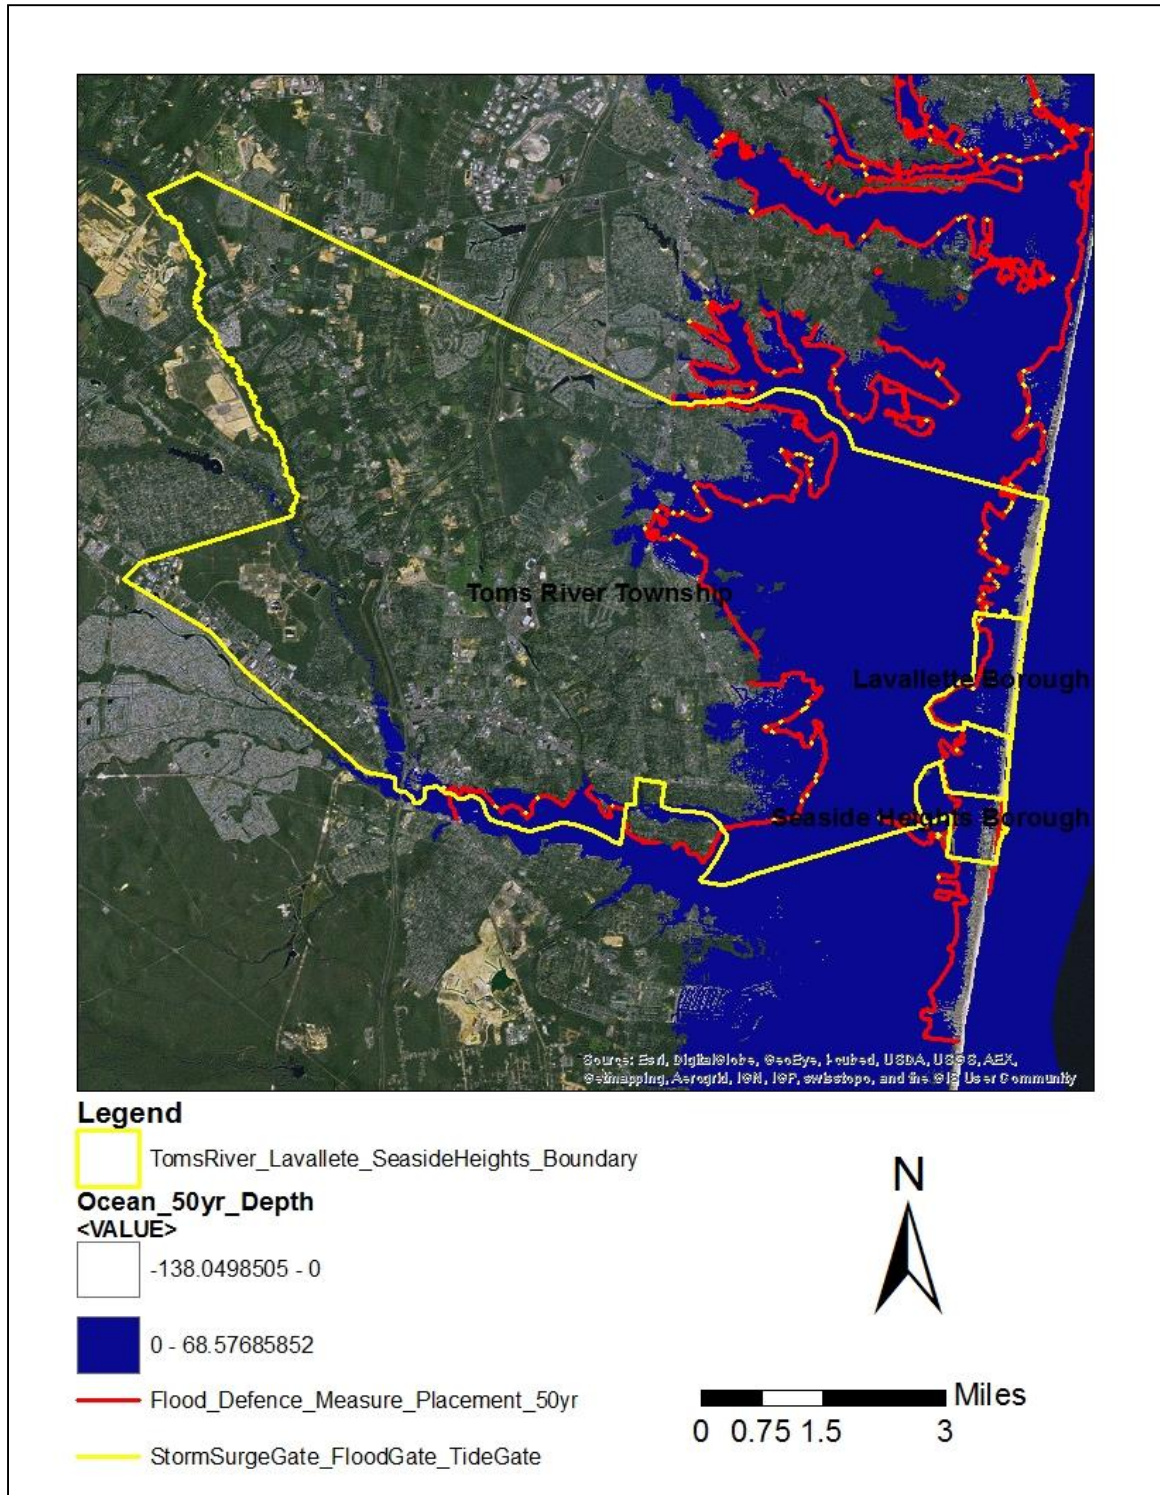 Toms River Township
Lavallette Borough
Seaside Heights Borough
Source: Esri, DigitalGlobe, GeoEye, i-cubed, USDA, USGS, AEX,
Getmapping, Aerogrid, IGN, IGP, swisstopo, and the GIS User Community
Legend
TomsRiver_Lavallete_SeasideHeights_Boundary
Ocean_50yr_Depth
<VALUE>
-138.0498505 - 0
0 - 68.57685852
Flood_Defence_Measure_Placement_50yr
StormSurgeGate_FloodGate_TideGate
N
Miles
0 0.75 1.5 3